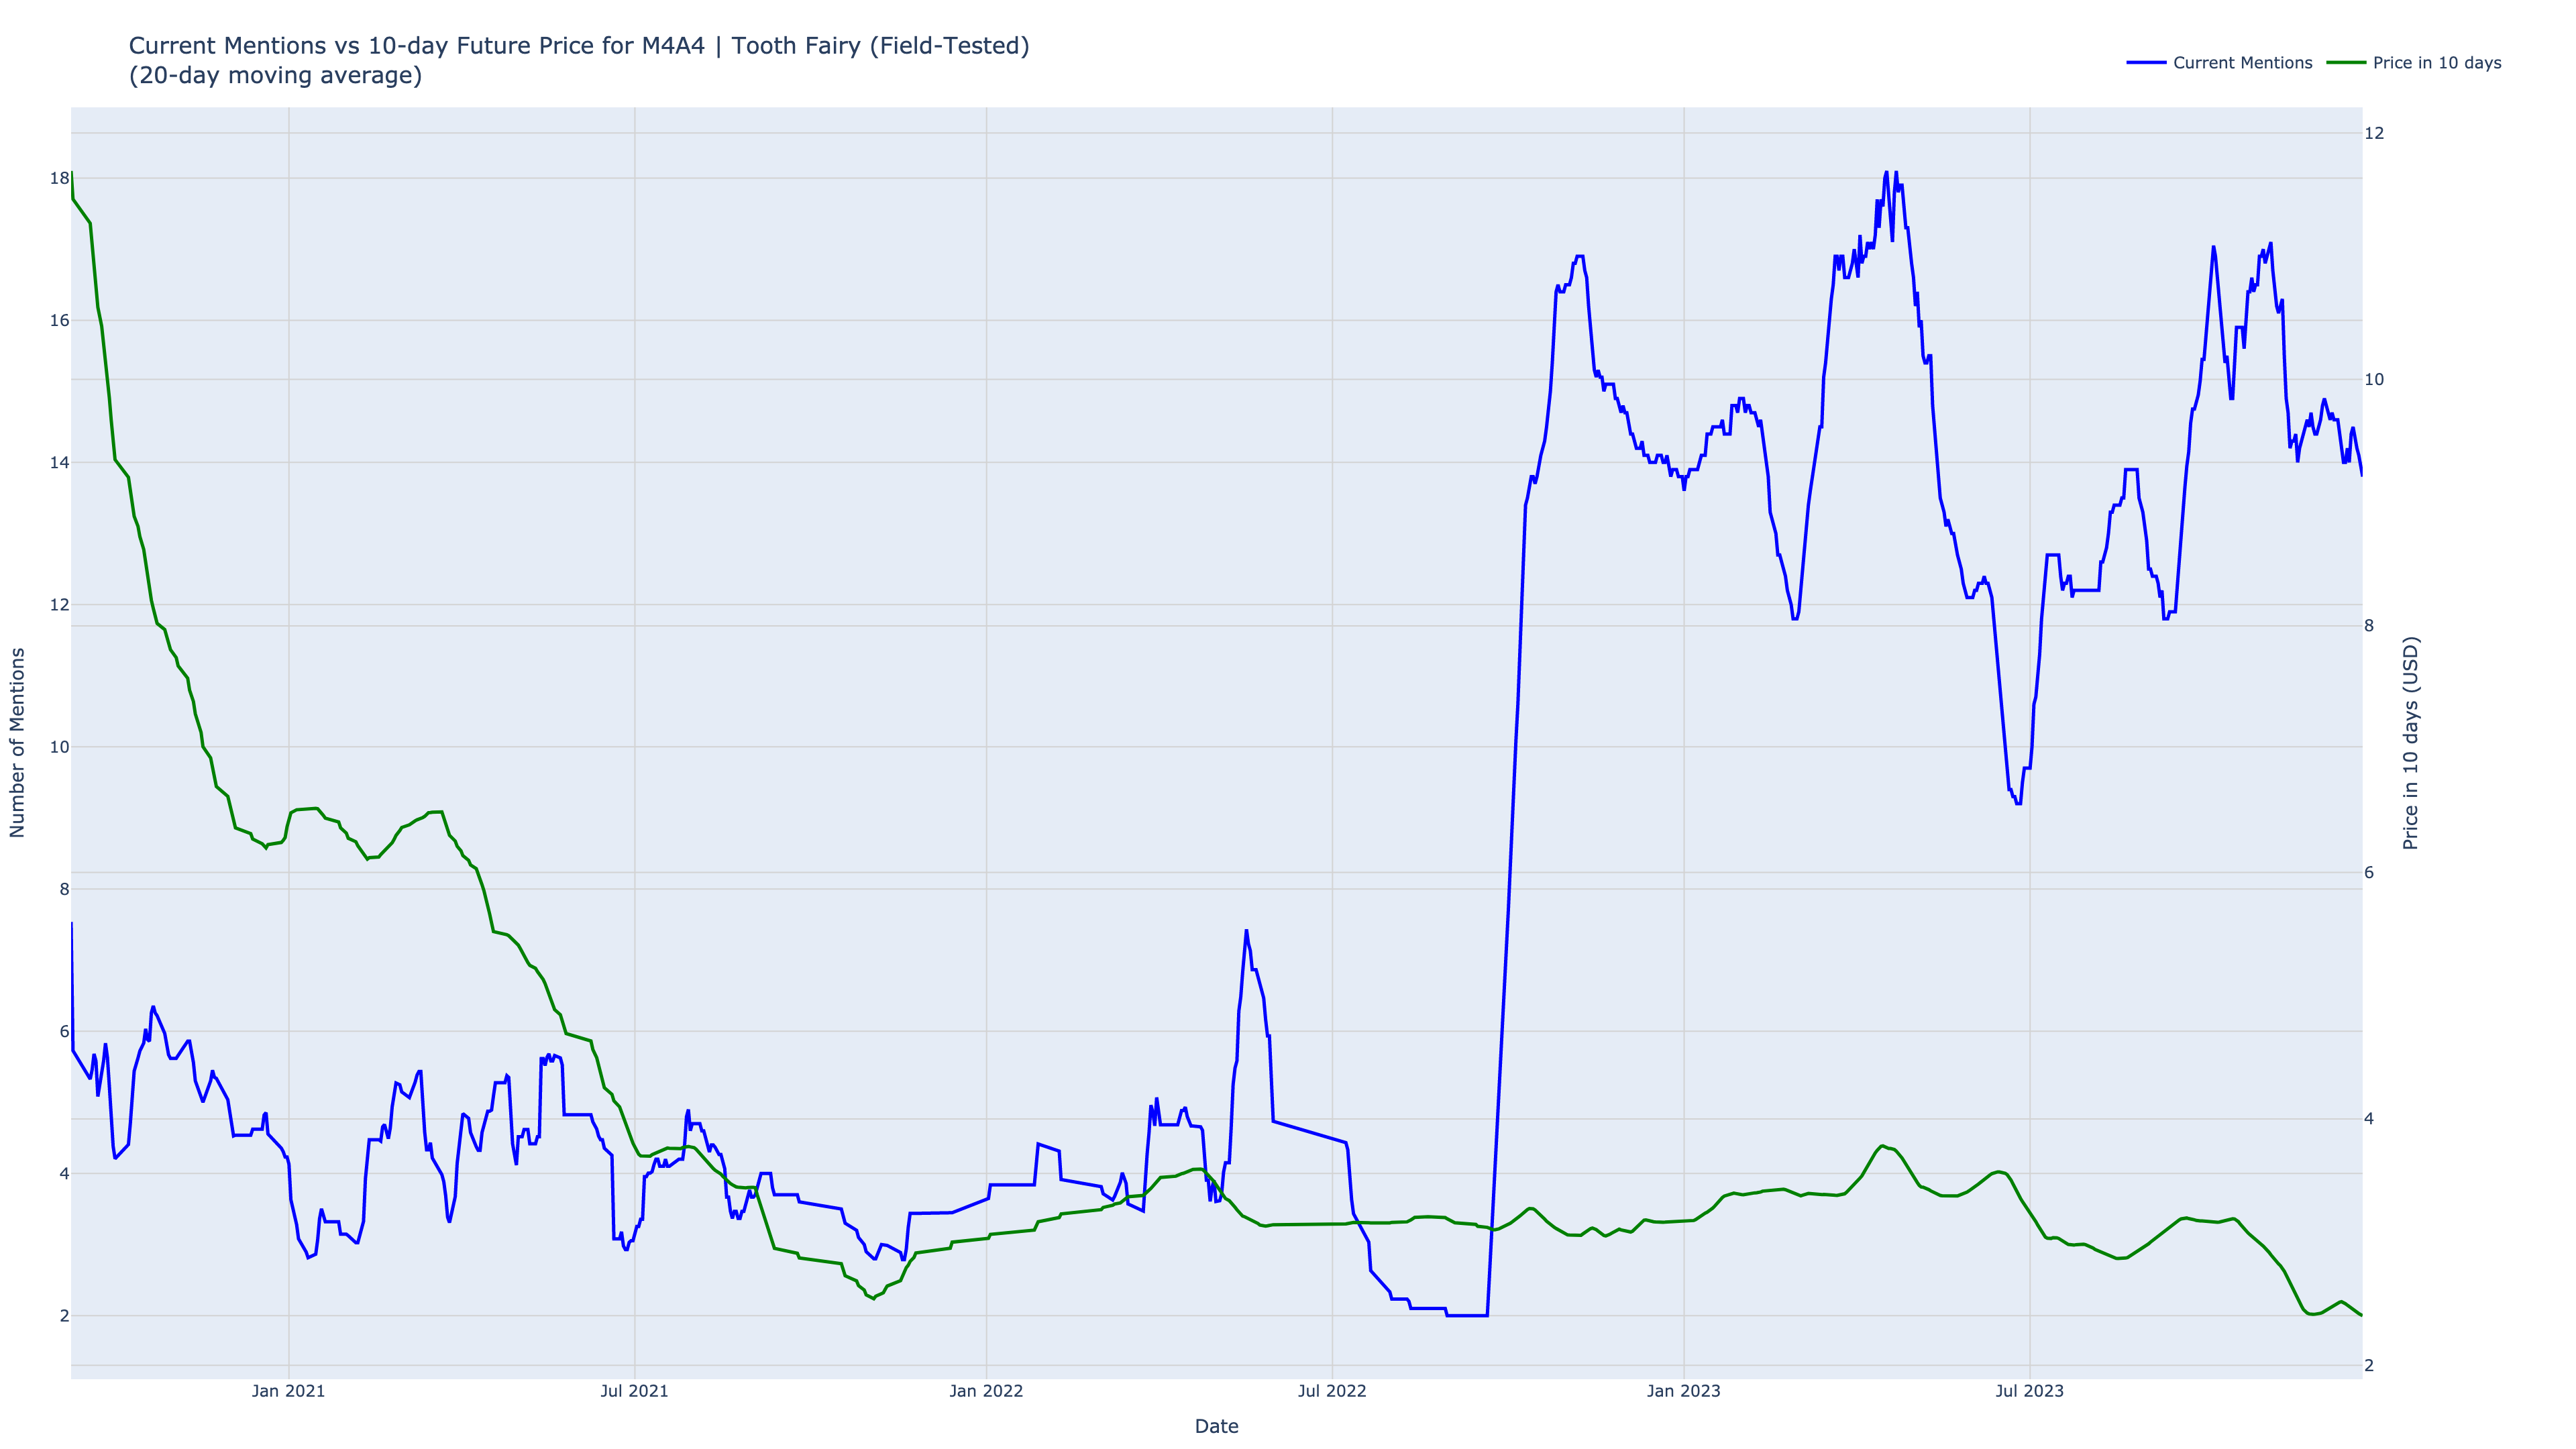 Current Mentions vs 10-day Future Price for M4A4 | Tooth Fairy (Field-Tested)
(20-day moving average)
Current Mentions
Price in 10 days
18
16
14
12
10
8
6
4
2
Number of Mentions
12
10
8
6
4
2
Price in 10 days (USD)
Jan 2021
Jul 2021
Jan 2022
Jul 2022
Jan 2023
Jul 2023
Date